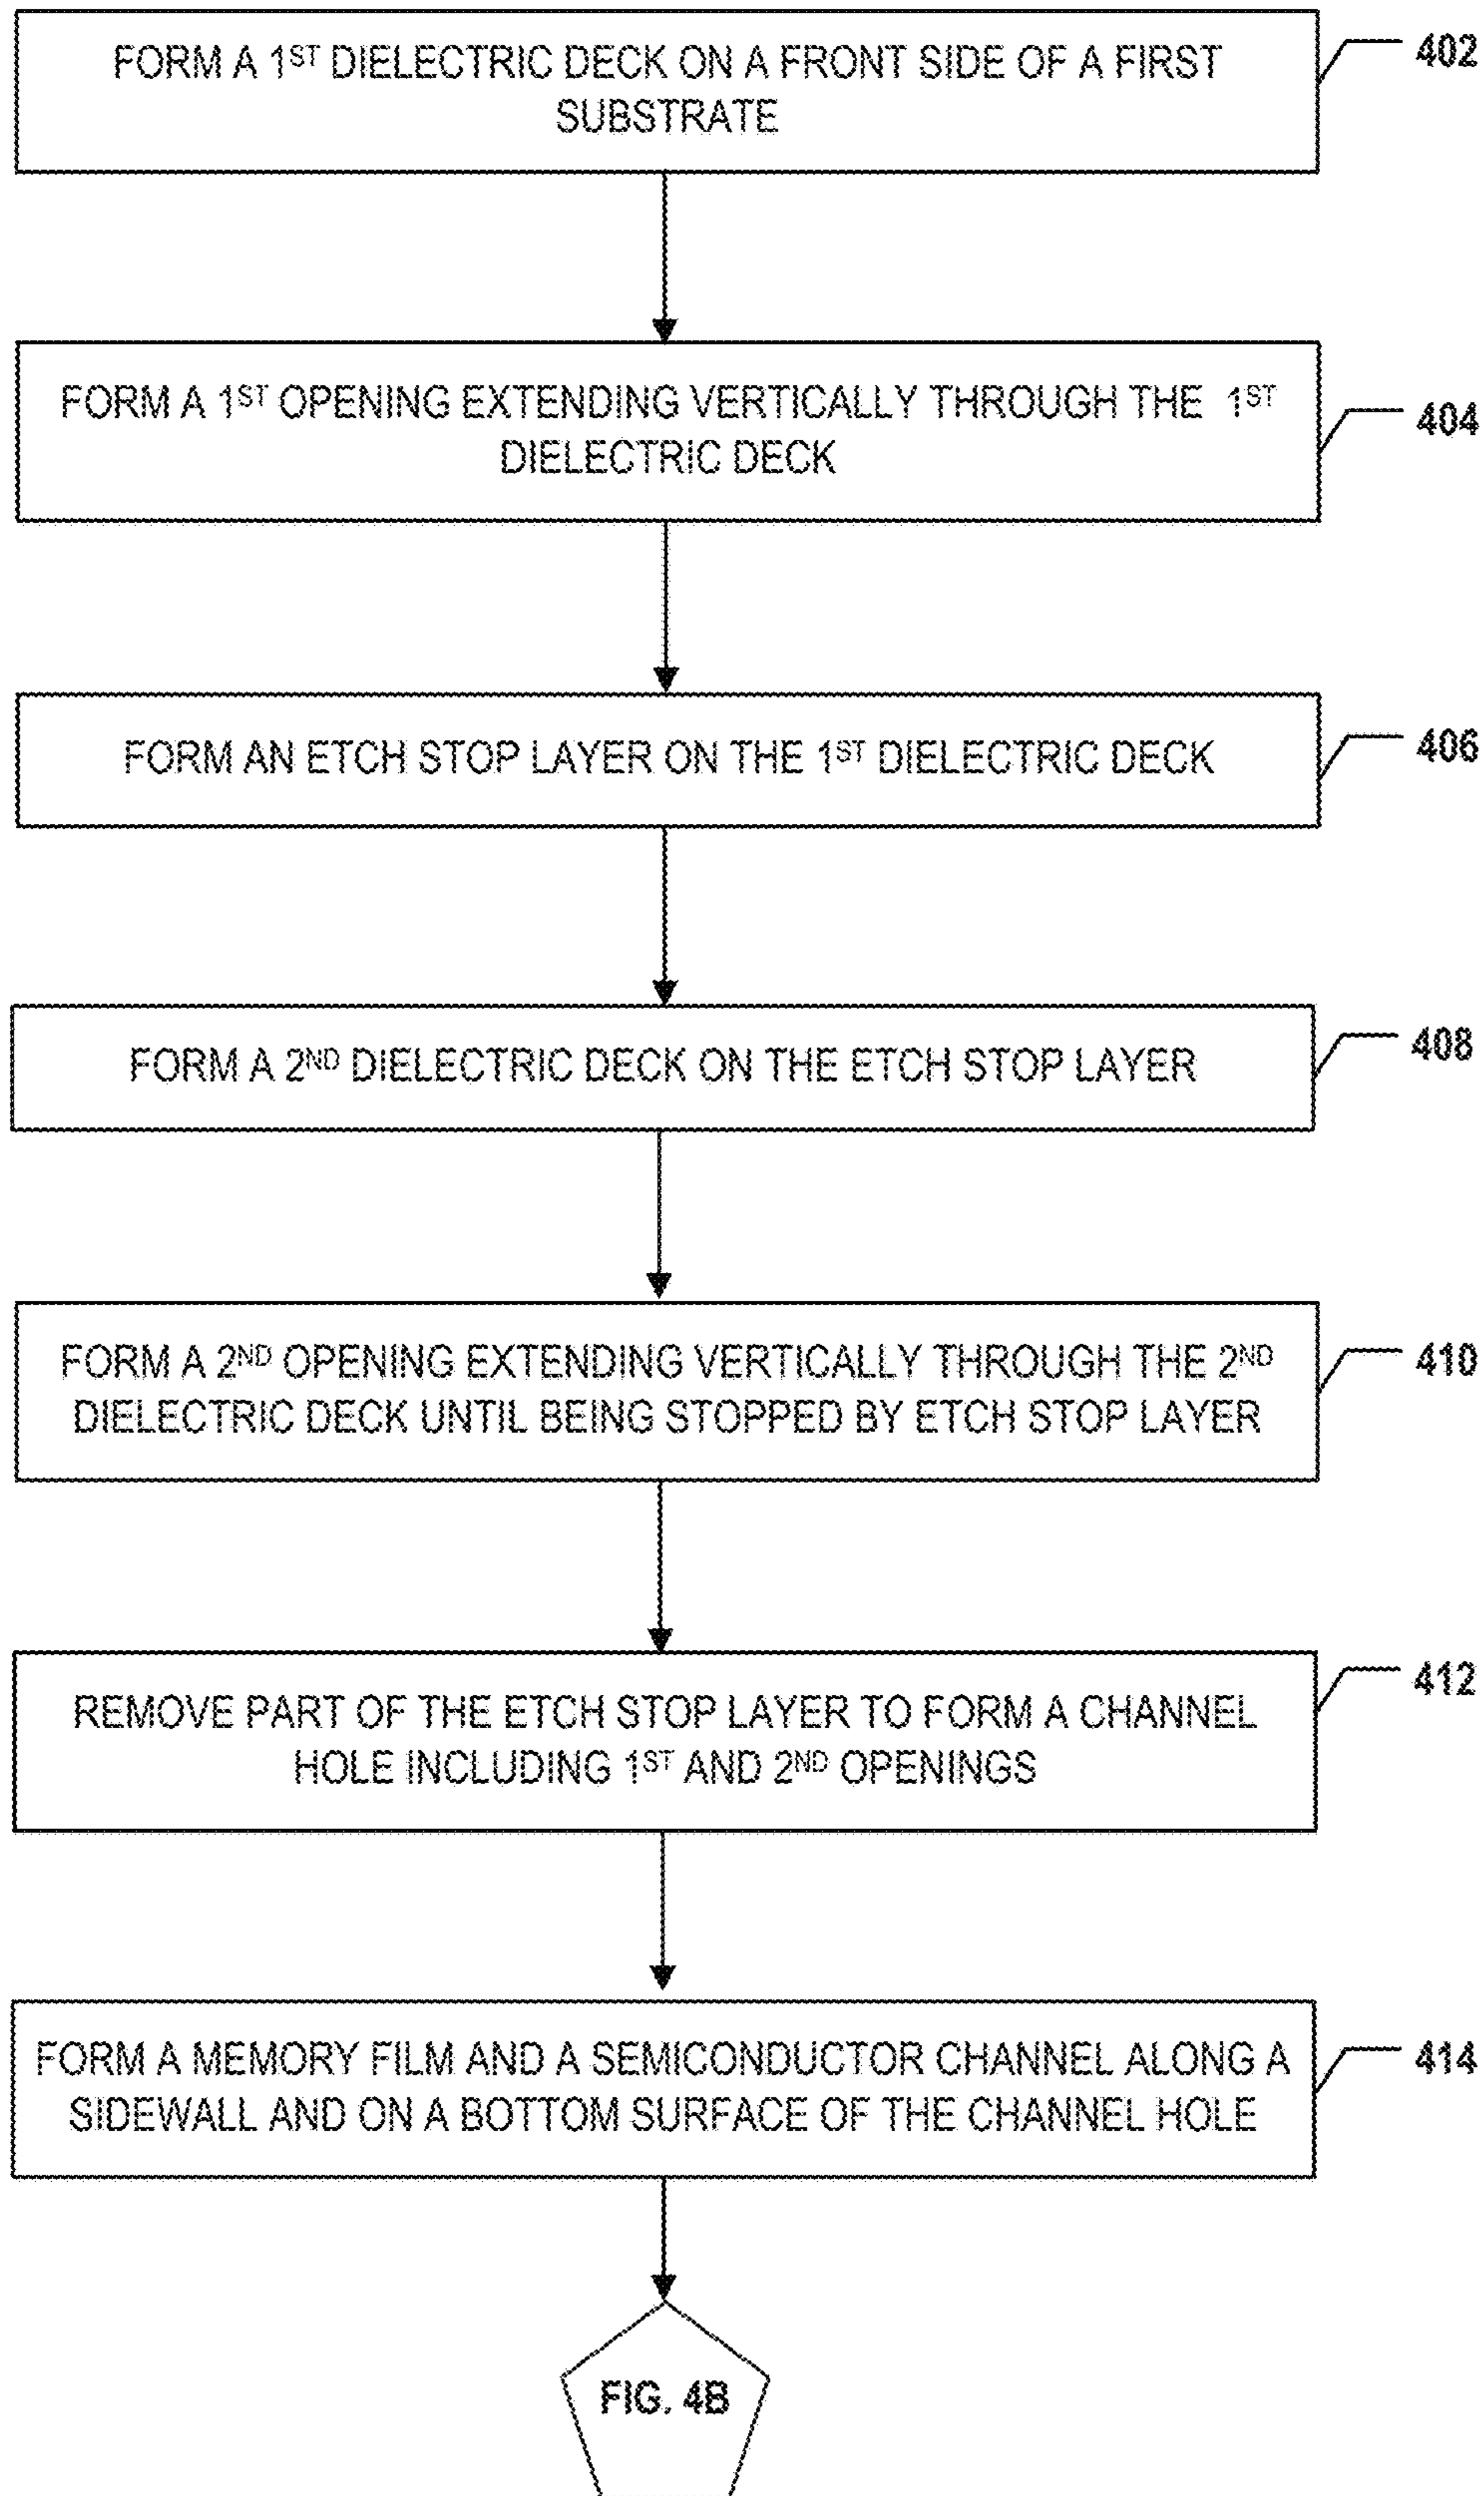 FORM A 1ST DIELECTRIC DECK ON A FRONT SIDE OF A FIRST
SUBSTRATE
402
FORM A 1ST OPENING EXTENDING VERTICALLY THROUGH THE 1ST
DIELECTRIC DECK
404
FORM AN ETCH STOP LAYER ON THE 1ST DIELECTRIC DECK
406
FORM A 2ND DIELECTRIC DECK ON THE ETCH STOP LAYER
408
FORM A 2ND OPENING EXTENDING VERTICALLY THROUGH THE 2ND
DIELECTRIC DECK UNTIL BEING STOPPED BY ETCH STOP LAYER
410
REMOVE PART OF THE ETCH STOP LAYER TO FORM A CHANNEL
HOLE INCLUDING 1ST AND 2ND OPENINGS
412
FORM A MEMORY FILM AND A SEMICONDUCTOR CHANNEL ALONG A
SIDEWALL AND ON A BOTTOM SURFACE OF THE CHANNEL HOLE
414
FIG. 4B